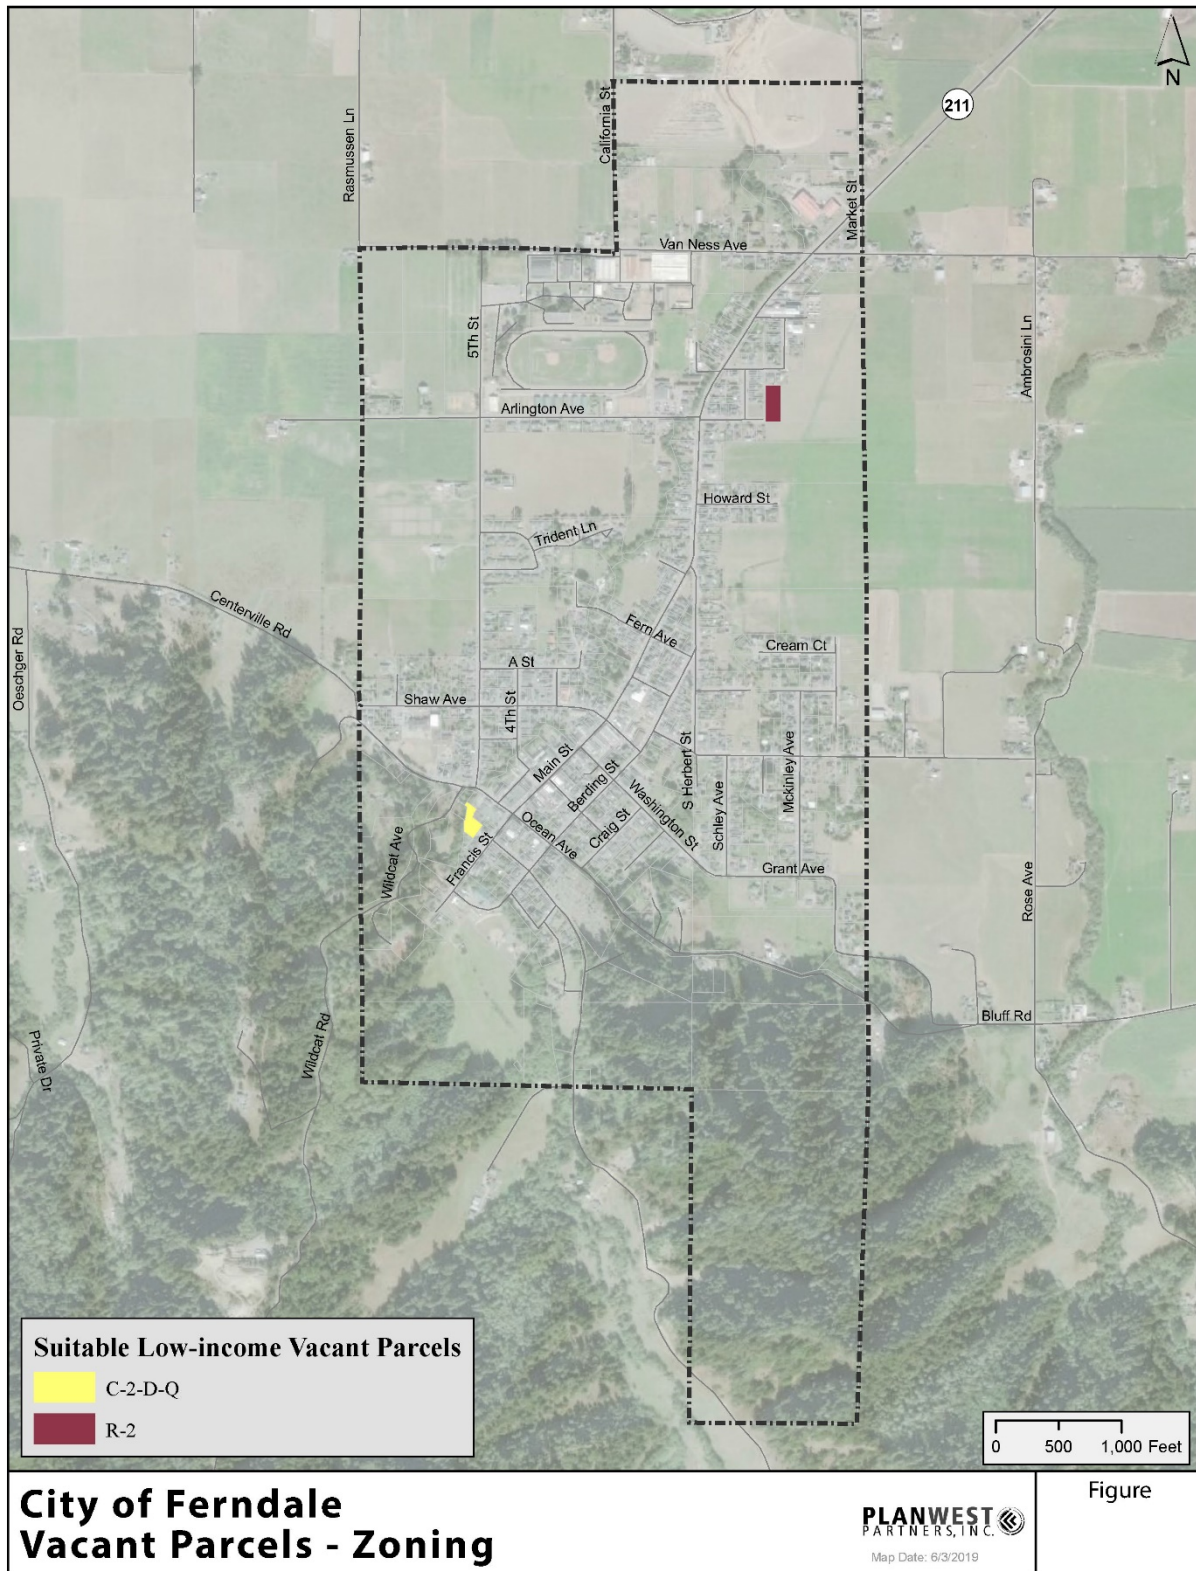 N
211
California St
Rasmussen Ln
Market St
Van Ness Ave
5Th St
Ambrosini Ln
Arlington Ave
Howard St
Trident Ln
Centerville Rd
Oeschger Rd
Fern Ave
Cream Ct
A St
Shaw Ave
4Th St
Main St
Berding St
S Herbert St
Mckinley Ave
Washington St
Schley Ave
Craig St
Ocean Ave
Wildcat Ave
Francis St
Grant Ave
Rose Ave
Bluff Rd
Wildcat Rd
Private Dr
Suitable Low-income Vacant Parcels
C-2-D-Q
R-2
0 500 1,000 Feet
City of Ferndale
Vacant Parcels - Zoning
PLANWEST
PARTNERS, INC.
Map Date: 6/3/2019
Figure